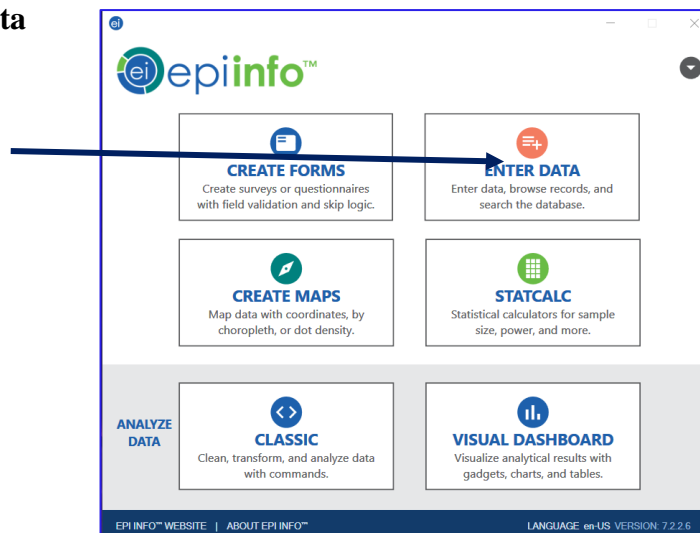 ta
ei
ei epiinfo™
CREATE FORMS
Create surveys or questionnaires
with field validation and skip logic.
ENTER DATA
Enter data, browse records, and
search the database.
CREATE MAPS
Map data with coordinates, by
choropleth, or dot density.
STATCALC
Statistical calculators for sample
size, power, and more.
ANALYZE
DATA
CLASSIC
Clean, transform, and analyze data
with commands.
VISUAL DASHBOARD
Visualize analytical results with
gadgets, charts, and tables.
EPI INFO™ WEBSITE | ABOUT EPI INFO™
LANGUAGE en-US VERSION: 7.2.2.6